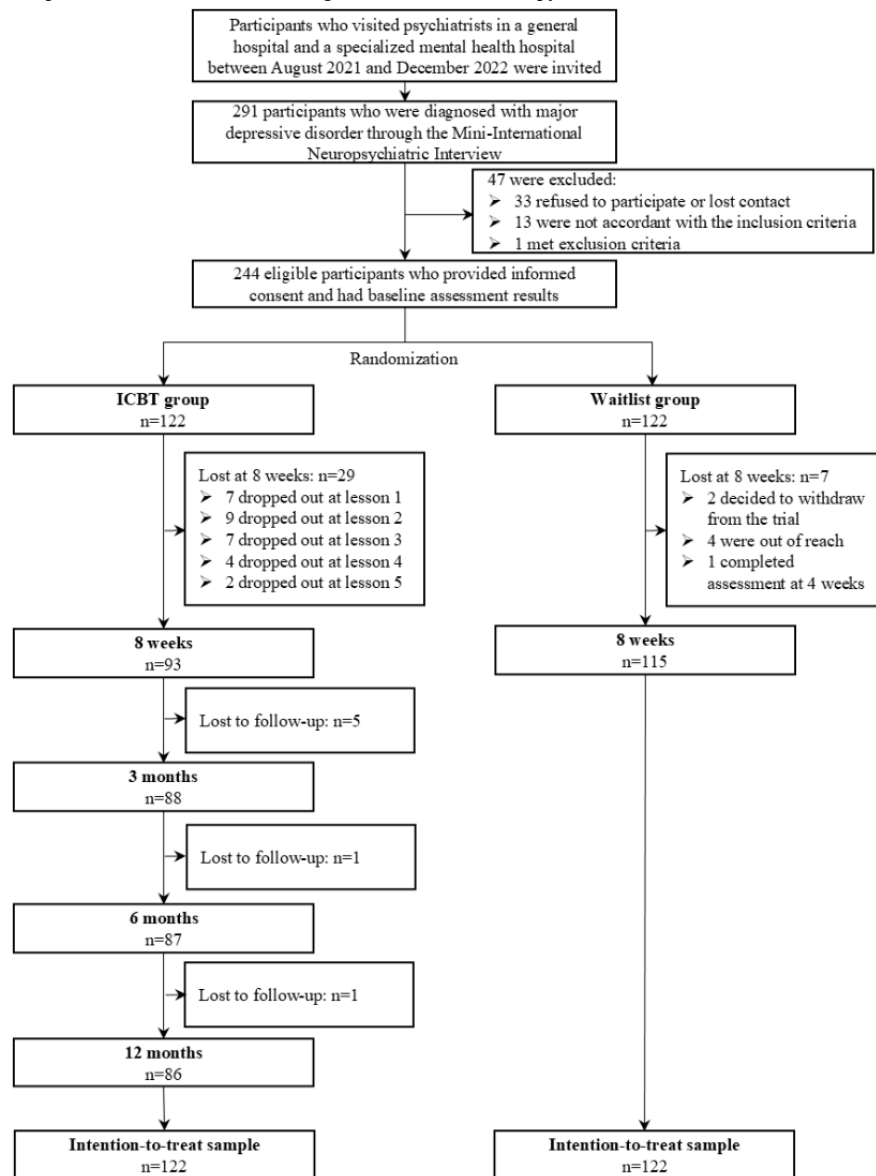 Participants who visited psychiatrists in a general
hospital and a specialized mental health hospital
between August 2021 and December 2022 were invited
291 participants who were diagnosed with major
depressive disorder through the Mini-International
Neuropsychiatric Interview
47 were excluded:
➢ 33 refused to participate or lost contact
➢ 13 were not accordant with the inclusion criteria
➢ 1 met exclusion criteria
244 eligible participants who provided informed
consent and had baseline assessment results
Randomization
ICBT group
n=122
Waitlist group
n=122
Lost at 8 weeks: n=29
➢ 7 dropped out at lesson 1
➢ 9 dropped out at lesson 2
➢ 7 dropped out at lesson 3
➢ 4 dropped out at lesson 4
➢ 2 dropped out at lesson 5
Lost at 8 weeks: n=7
➢ 2 decided to withdraw
from the trial
➢ 4 were out of reach
➢ 1 completed
assessment at 4 weeks
8 weeks
n=93
8 weeks
n=115
Lost to follow-up: n=5
3 months
n=88
Lost to follow-up: n=1
6 months
n=87
Lost to follow-up: n=1
12 months
n=86
Intention-to-treat sample
n=122
Intention-to-treat sample
n=122